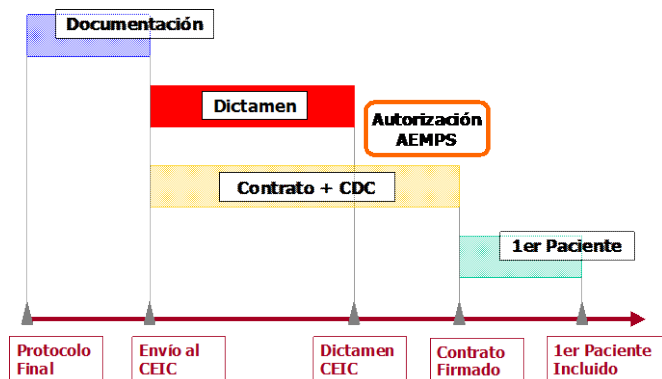 Documentación
Dictamen
Autorización
AEMPS
Contrato + CDC
1er Paciente
Protocolo
Final
Envío al
CEIC
Dictamen
CEIC
Contrato
Firmado
1er Paciente
Incluido